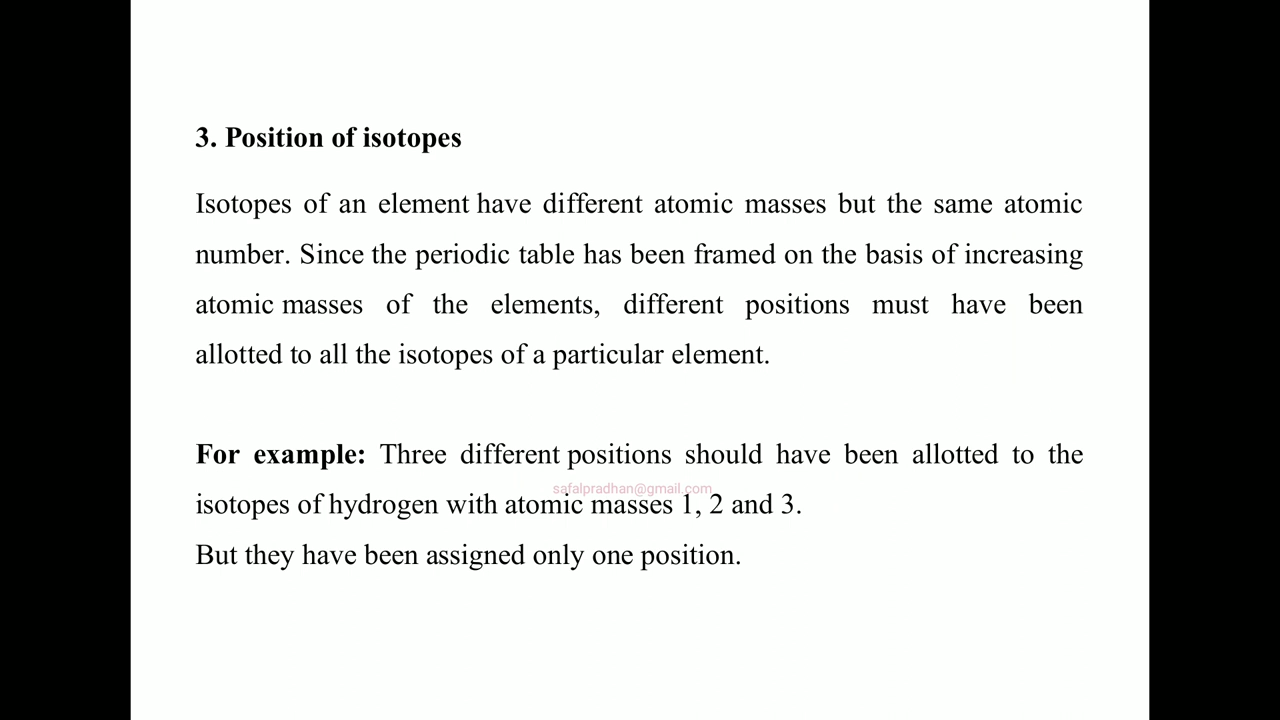 3. Position of isotopes
Isotopes of an element have different atomic masses but the same atomic
number. Since the periodic table has been framed on the basis of increasing
atomic masses of the elements, different positions must have been
allotted to all the isotopes of a particular element.
For example: Three different positions should have been allotted to the
safalpradhan@gmail.com
isotopes of hydrogen with atomic masses 1, 2 and 3.
But they have been assigned only one position.